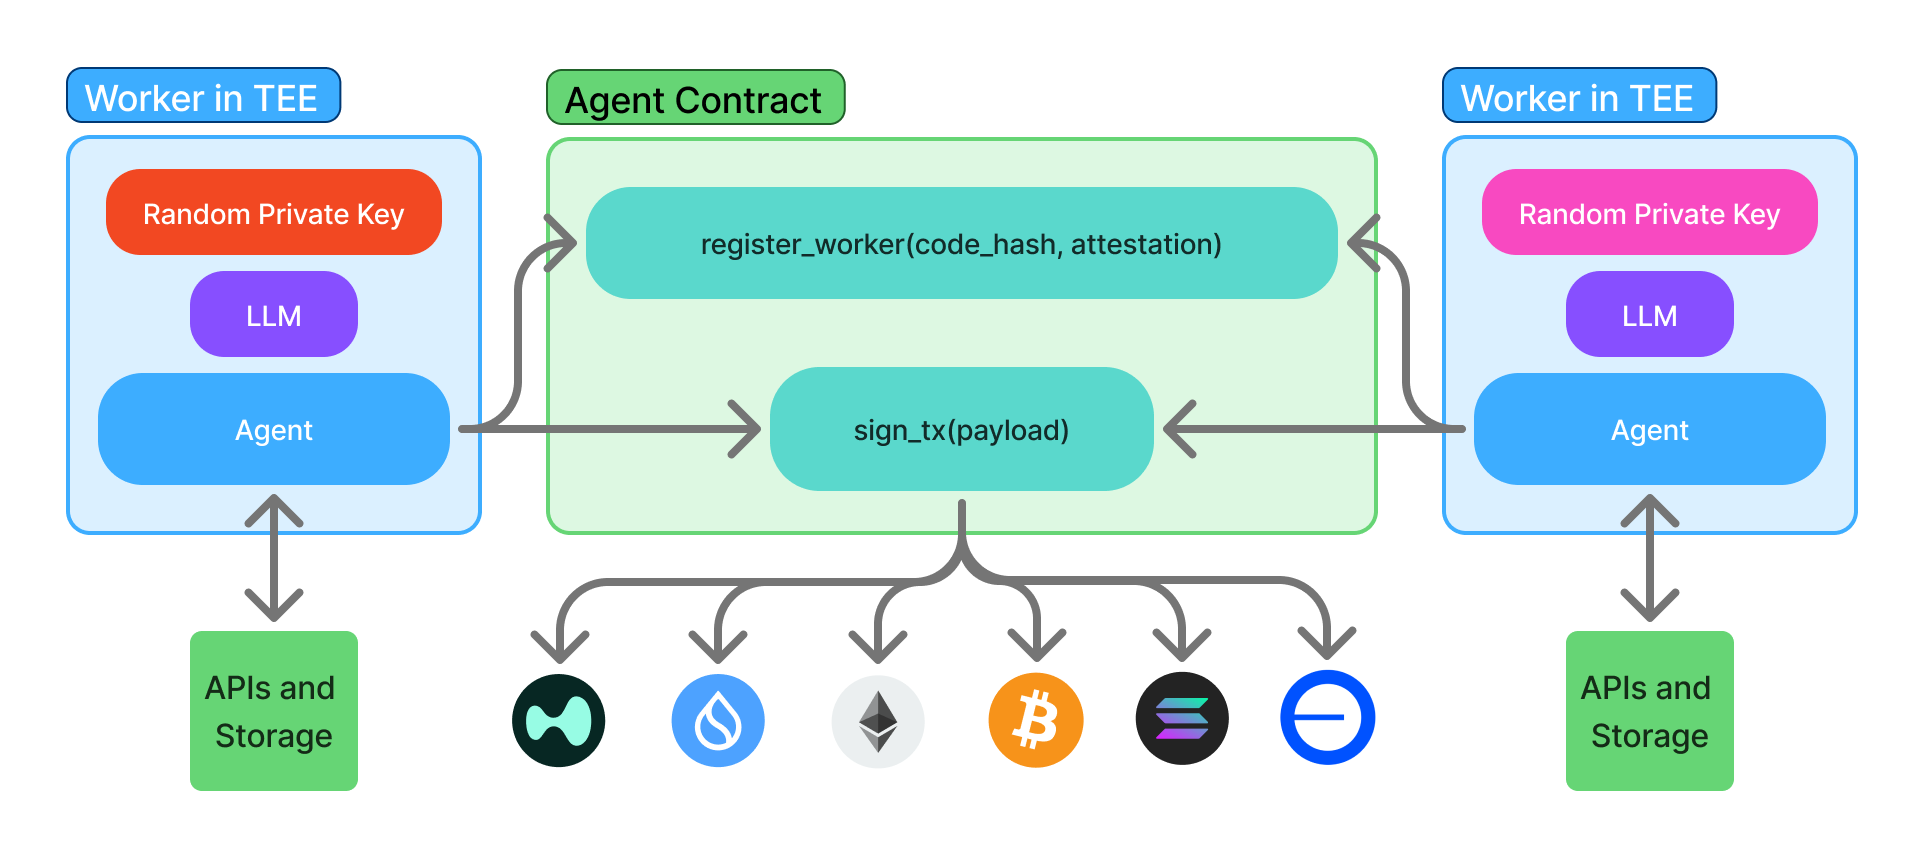 Worker in TEE
Random Private Key
LLM
Agent
APIs and
Storage
Agent Contract
register_worker(code_hash, attestation)
sign_tx(payload)
Worker in TEE
Random Private Key
LLM
Agent
APIs and
Storage